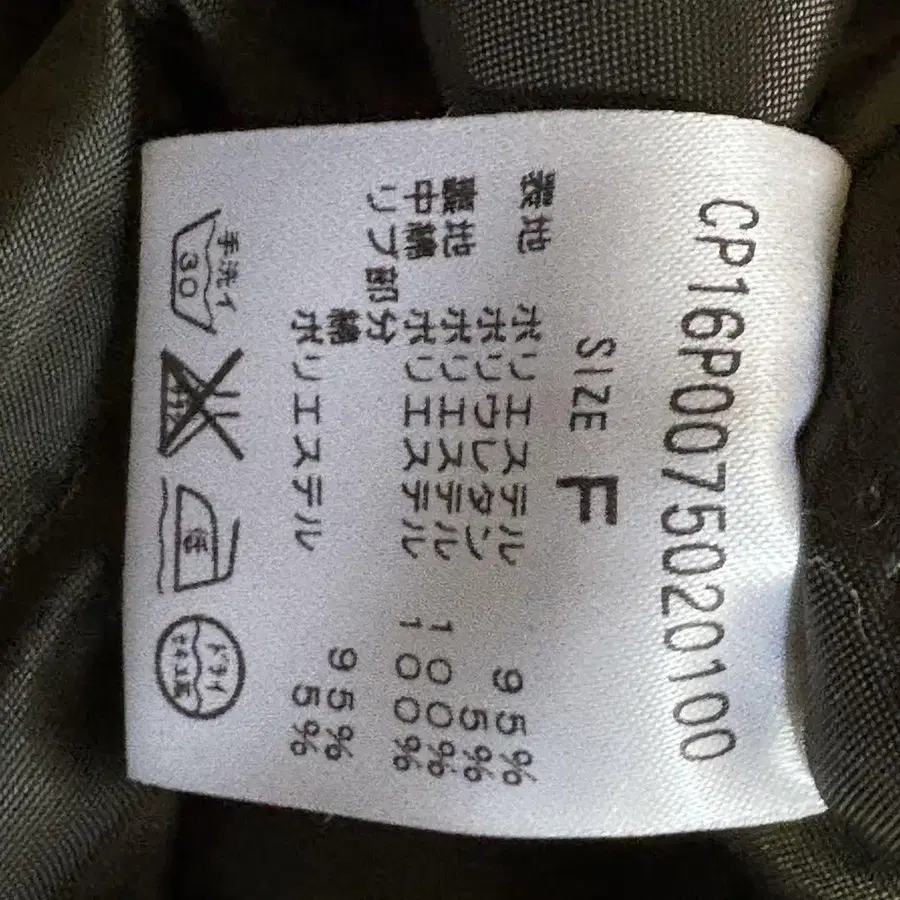 CP16P0075020100
SIZE F
表地 ポリエステル 95%
ポリウレタン 5%
裏地 ポリエステル 100%
中綿 ポリエステル 100%
リブ部分
綿 95%
ポリエステル 5%
手洗イ
30
低
ドライ
セキユ系